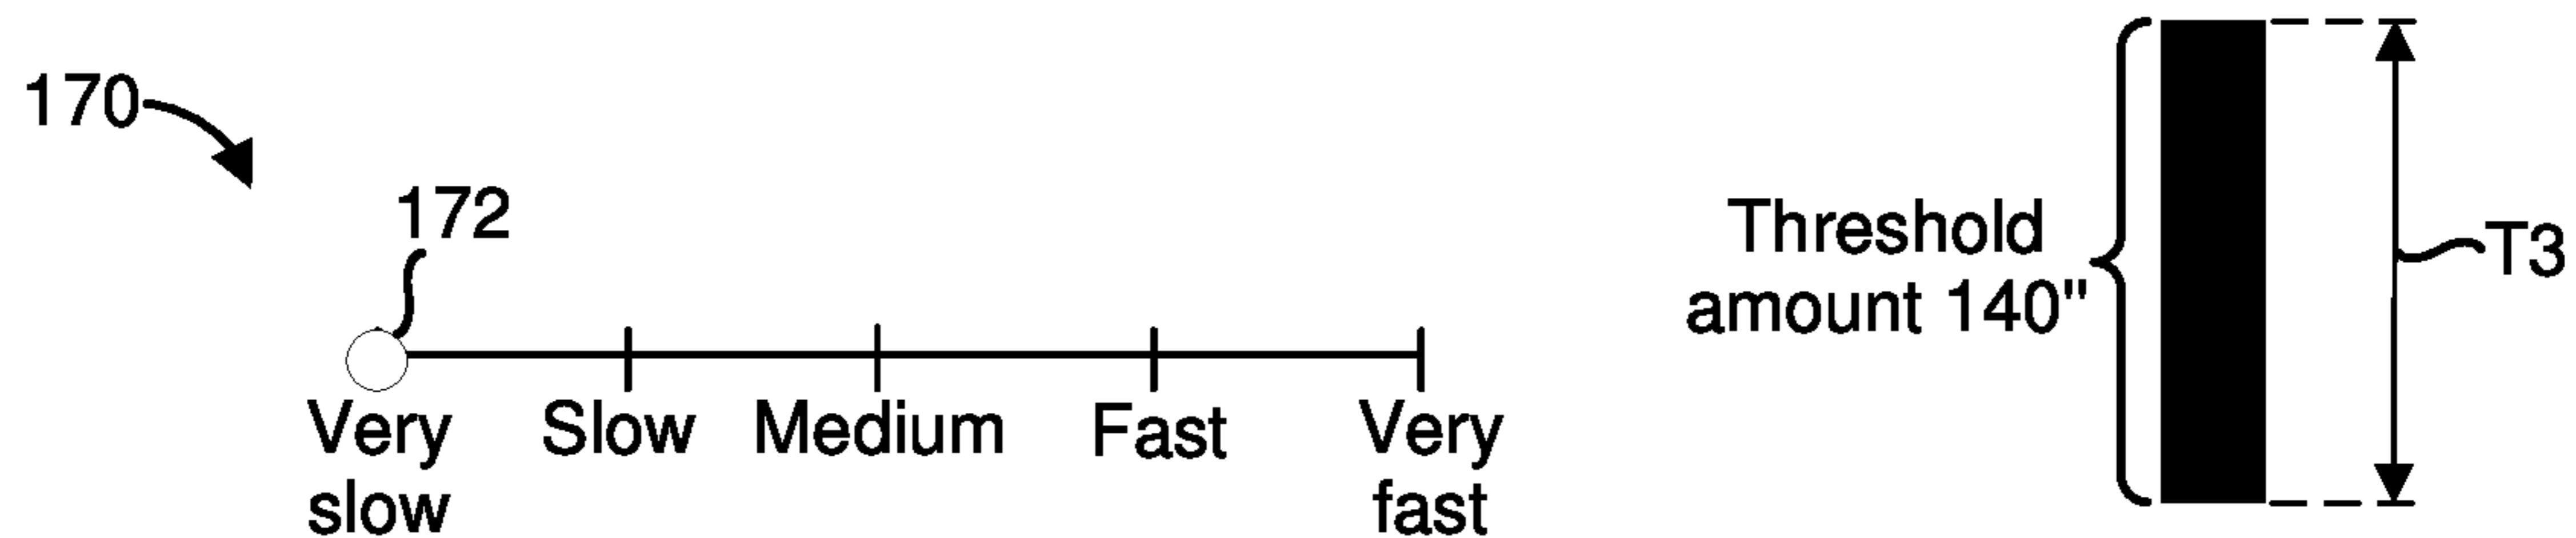 170
172
Very
slow
Slow
Medium
Fast
Very
fast
Threshold
amount 140"
T3